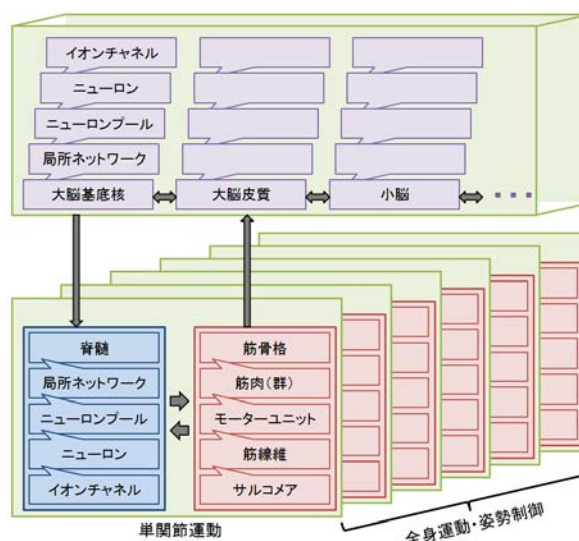 イオンチャネル
ニューロン
ニューロンプール
局所ネットワーク
大脳基底核
大脳皮質
小脳
脊髄
局所ネットワーク
ニューロンプール
ニューロン
イオンチャネル
筋骨格
筋肉(群)
モーターユニット
筋線維
サルコメア
単関節運動
全身運動・姿勢制御